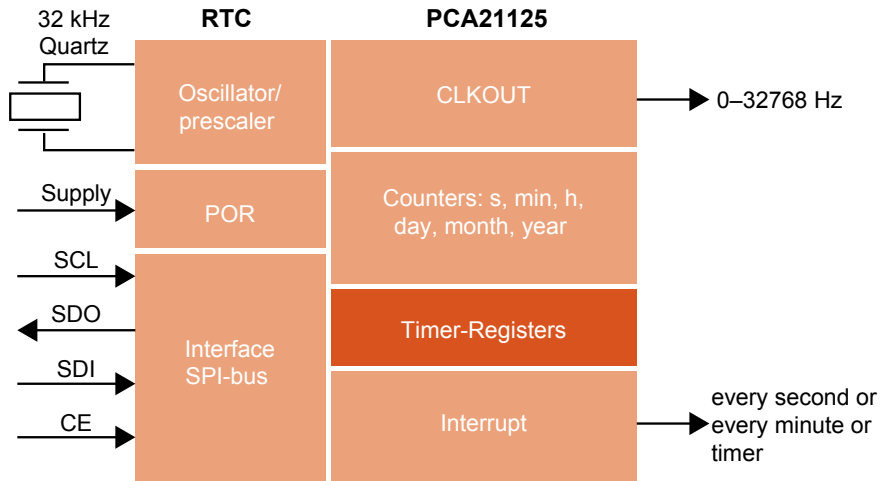 32 kHz
Quartz
RTC
PCA21125
Oscillator/
prescaler
CLKOUT
0–32768 Hz
Supply
POR
Counters: s, min, h,
day, month, year
SCL
SDO
SDI
CE
Interface
SPI-bus
Timer-Registers
Interrupt
every second or
every minute or
timer